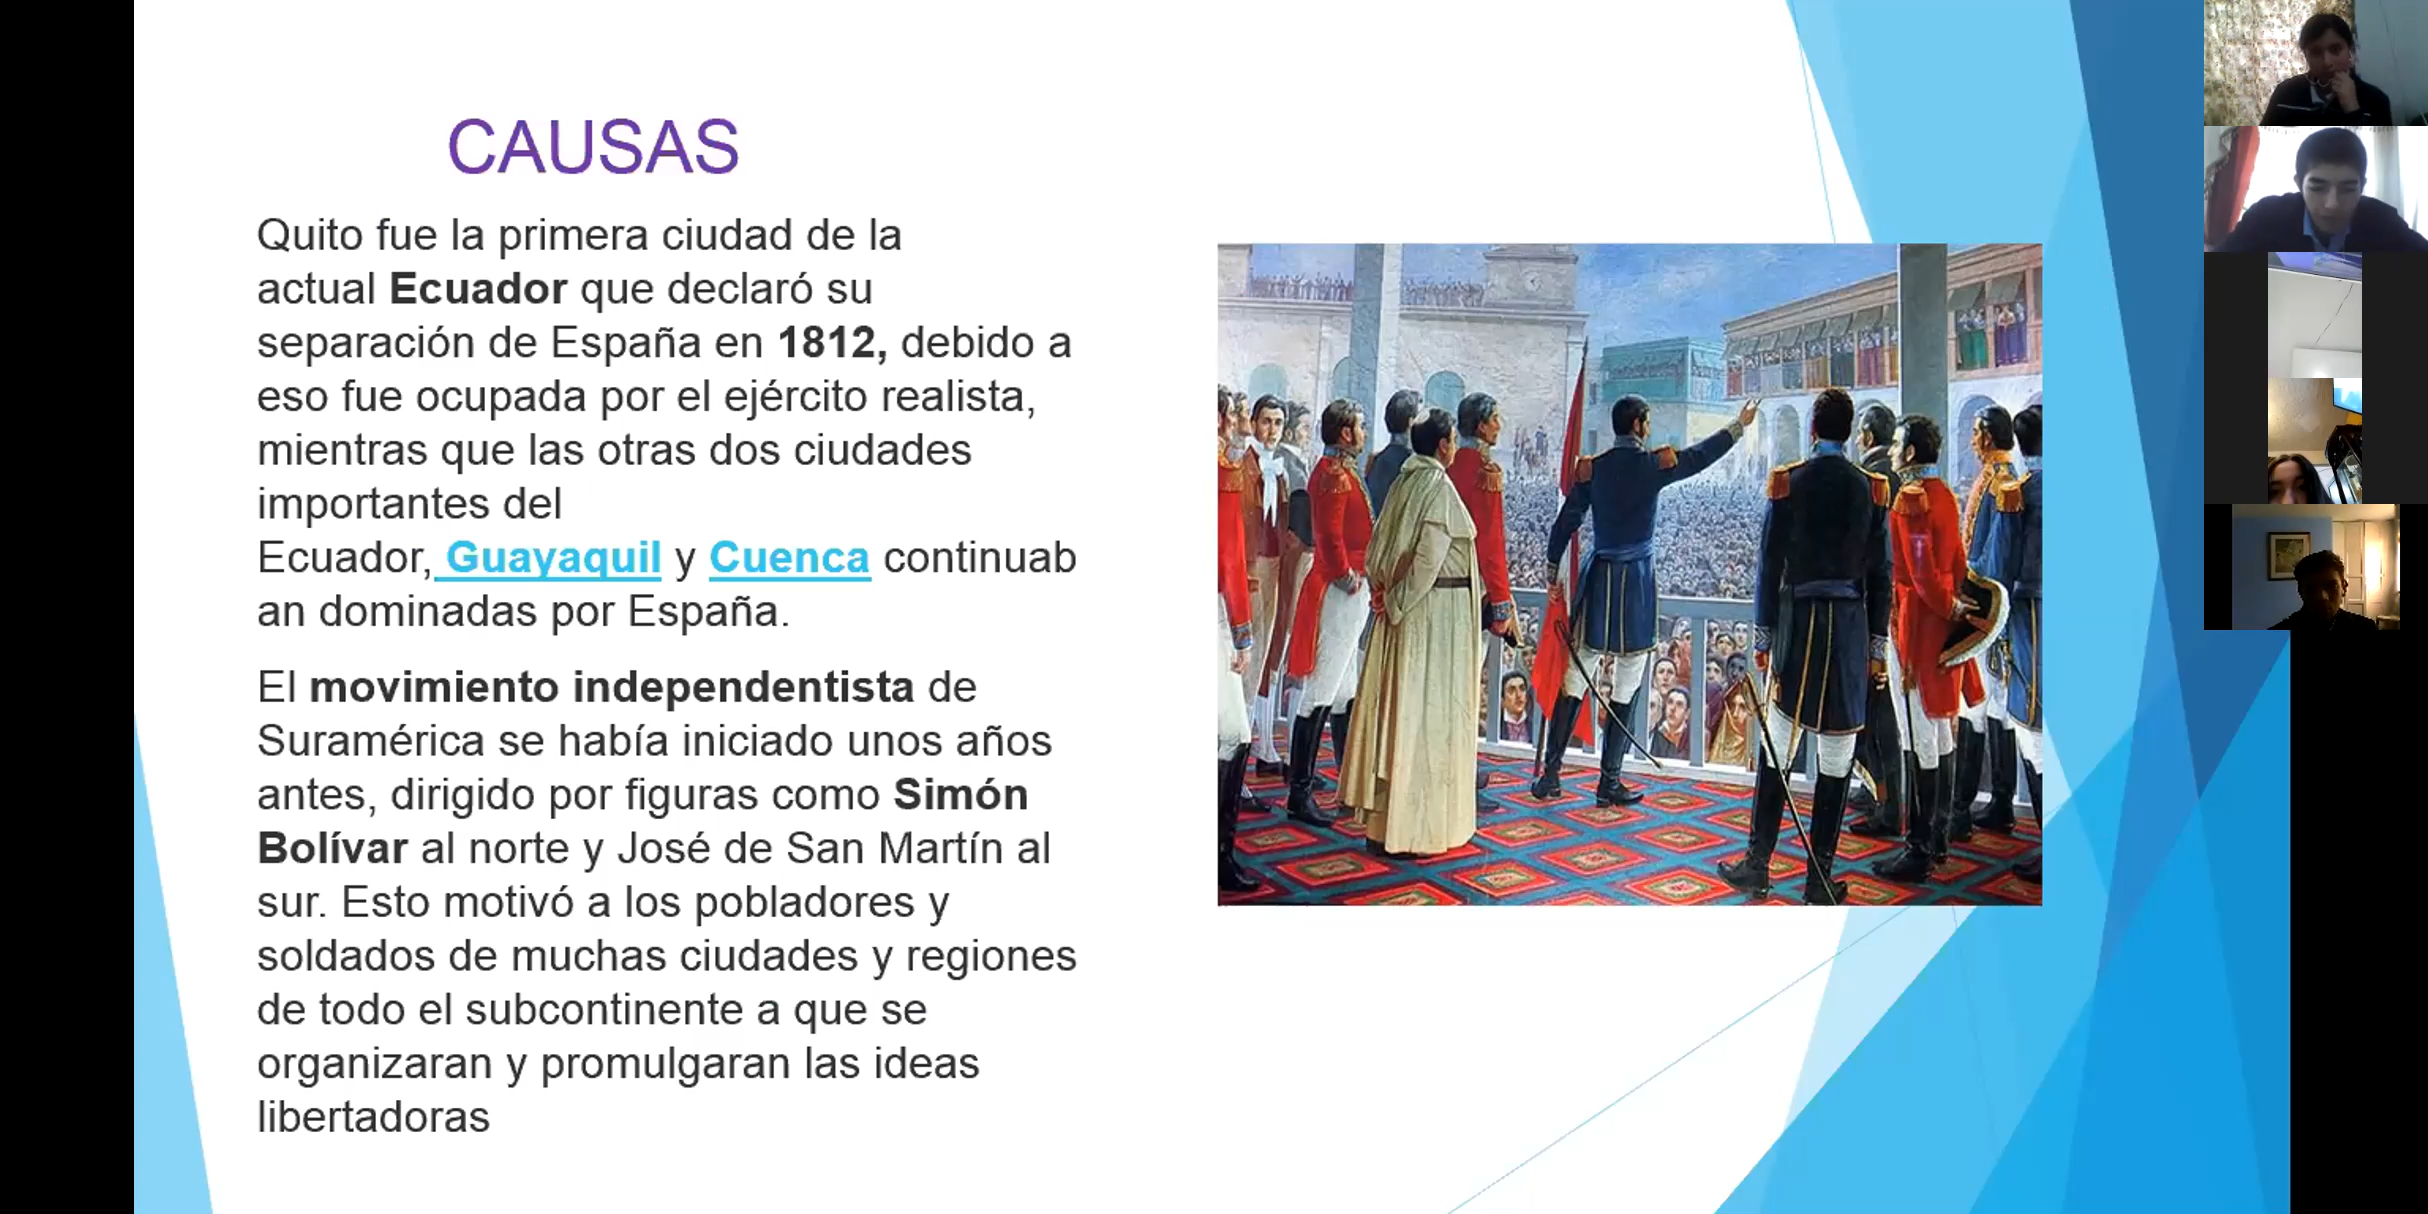 CAUSAS
Quito fue la primera ciudad de la
actual Ecuador que declaró su
separación de España en 1812, debido a
eso fue ocupada por el ejército realista,
mientras que las otras dos ciudades
importantes del
Ecuador, Guayaquil y Cuenca continuab
an dominadas por España.
El movimiento independentista de
Suramérica se había iniciado unos años
antes, dirigido por figuras como Simón
Bolívar al norte y José de San Martín al
sur. Esto motivó a los pobladores y
soldados de muchas ciudades y regiones
de todo el subcontinente a que se
organizaran y promulgaran las ideas
libertadoras